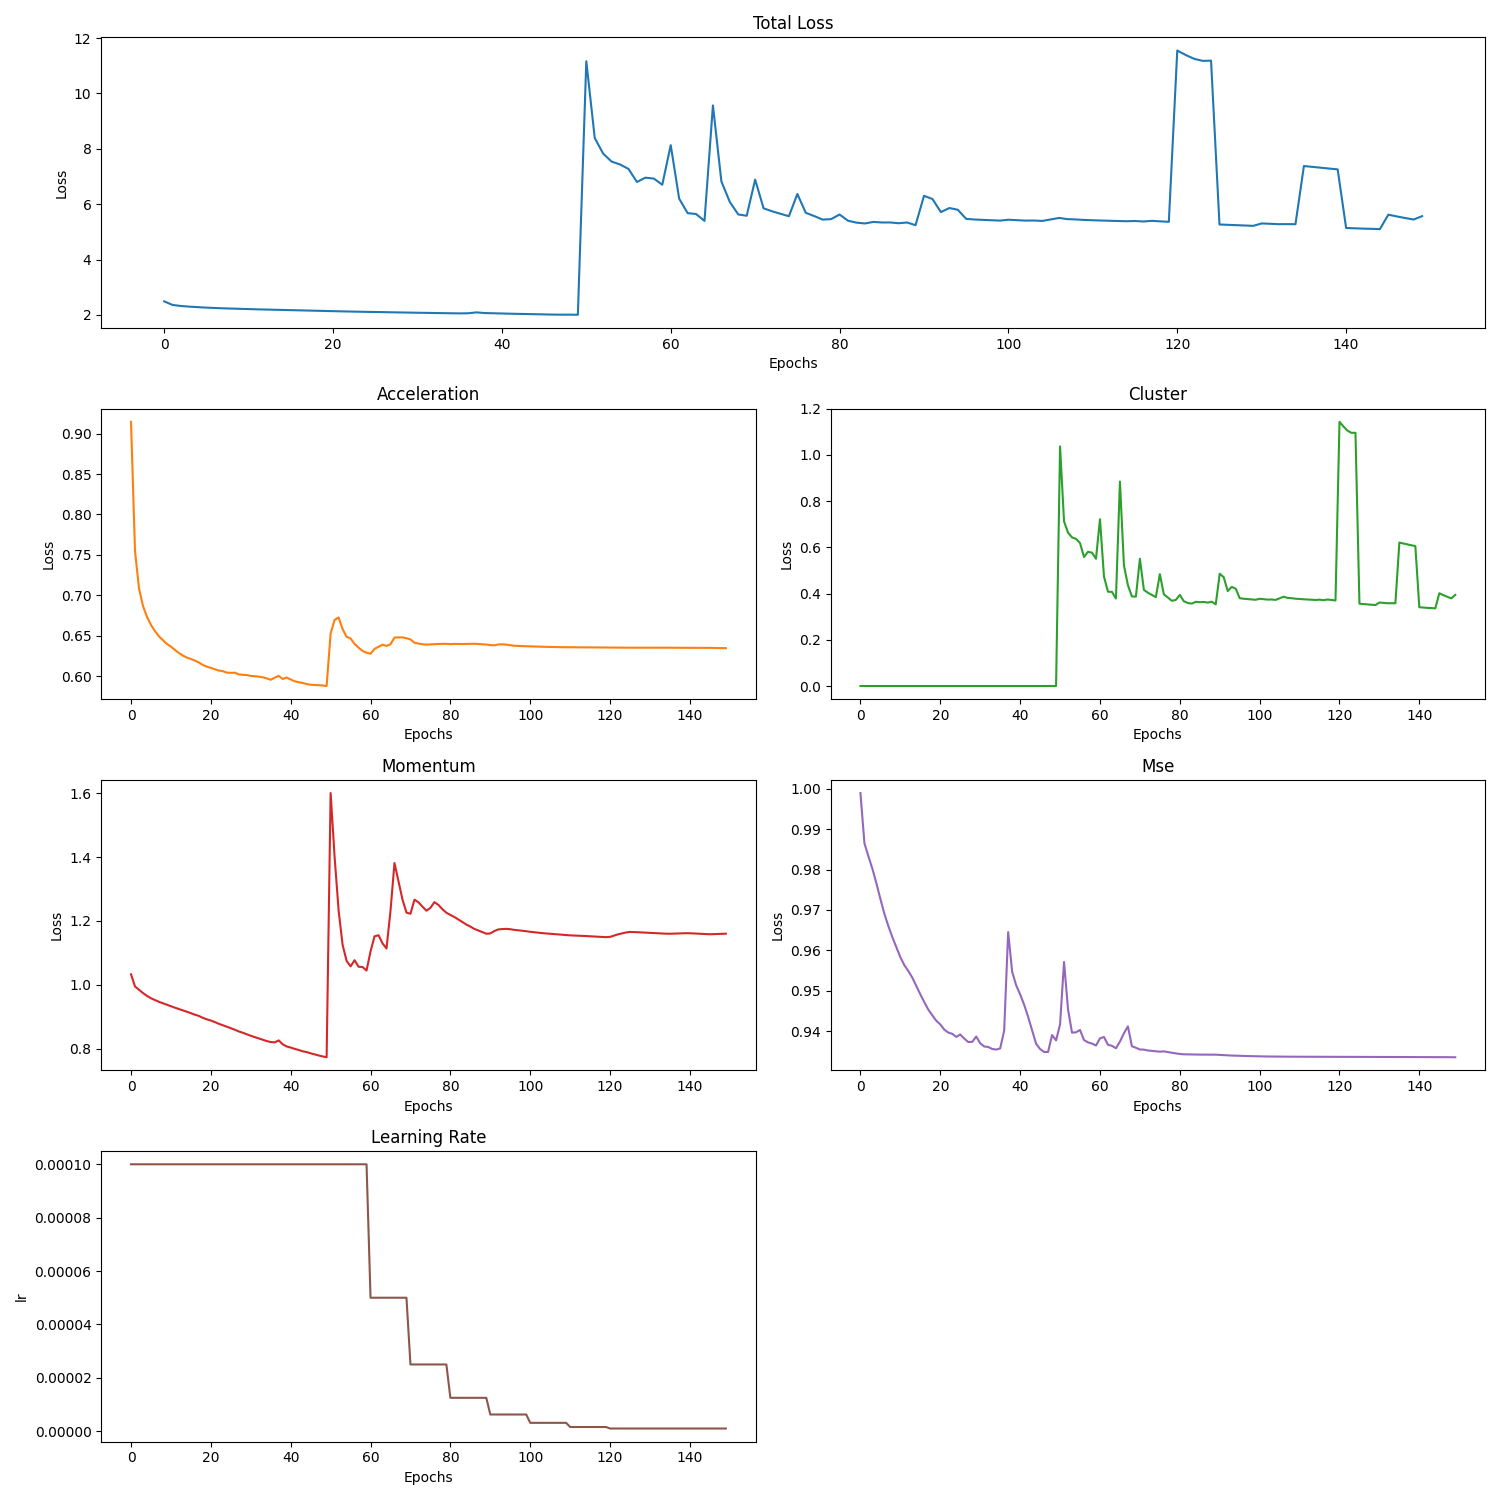 Total Loss
12
10
8
6
4
2
Loss
0 20 40 60 80 100 120 140
Epochs
Acceleration
0.90
0.85
0.80
0.75
0.70
0.65
0.60
Loss
0 20 40 60 80 100 120 140
Epochs
Cluster
1.2
1.0
0.8
0.6
0.4
0.2
0.0
Loss
0 20 40 60 80 100 120 140
Epochs
Momentum
1.6
1.4
1.2
1.0
0.8
Loss
0 20 40 60 80 100 120 140
Epochs
Mse
1.00
0.99
0.98
0.97
0.96
0.95
0.94
Loss
0 20 40 60 80 100 120 140
Epochs
Learning Rate
0.00010
0.00008
0.00006
0.00004
0.00002
0.00000
lr
0 20 40 60 80 100 120 140
Epochs